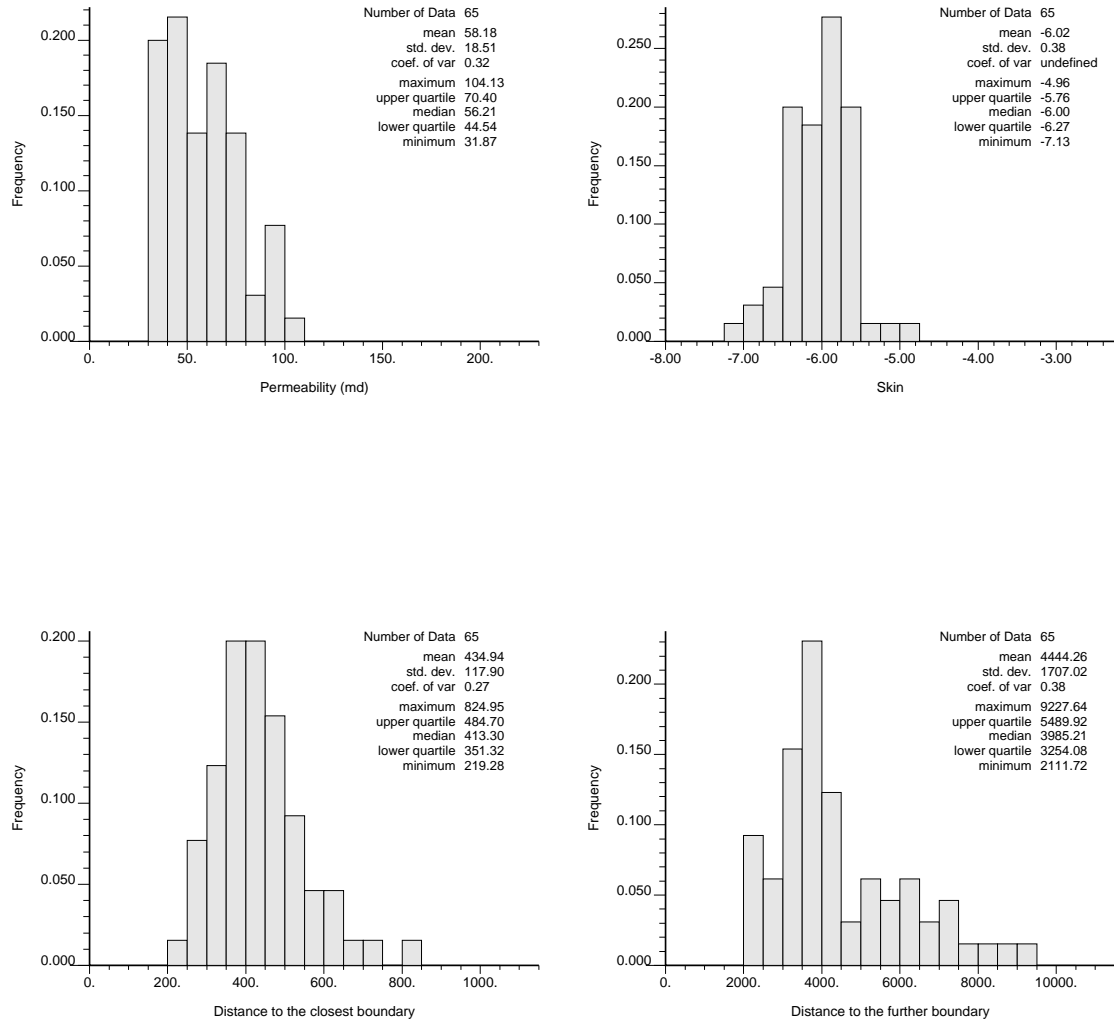 Number of Data 65
mean 58.18
std. dev. 18.51
coef. of var 0.32
maximum 104.13
upper quartile 70.40
median 56.21
lower quartile 44.54
minimum 31.87
Frequency
0.200
0.150
0.100
0.050
0.000
0. 50. 100. 150. 200.
Permeability (md)
Number of Data 65
mean -6.02
std. dev. 0.38
coef. of var undefined
maximum -4.96
upper quartile -5.76
median -6.00
lower quartile -6.27
minimum -7.13
Frequency
0.250
0.200
0.150
0.100
0.050
0.000
-8.00 -7.00 -6.00 -5.00 -4.00 -3.00
Skin
Number of Data 65
mean 434.94
std. dev. 117.90
coef. of var 0.27
maximum 824.95
upper quartile 484.70
median 413.30
lower quartile 351.32
minimum 219.28
Frequency
0.200
0.150
0.100
0.050
0.000
0. 200. 400. 600. 800. 1000.
Distance to the closest boundary
Number of Data 65
mean 4444.26
std. dev. 1707.02
coef. of var 0.38
maximum 9227.64
upper quartile 5489.92
median 3985.21
lower quartile 3254.08
minimum 2111.72
Frequency
0.200
0.150
0.100
0.050
0.000
0. 2000. 4000. 6000. 8000. 10000.
Distance to the further boundary